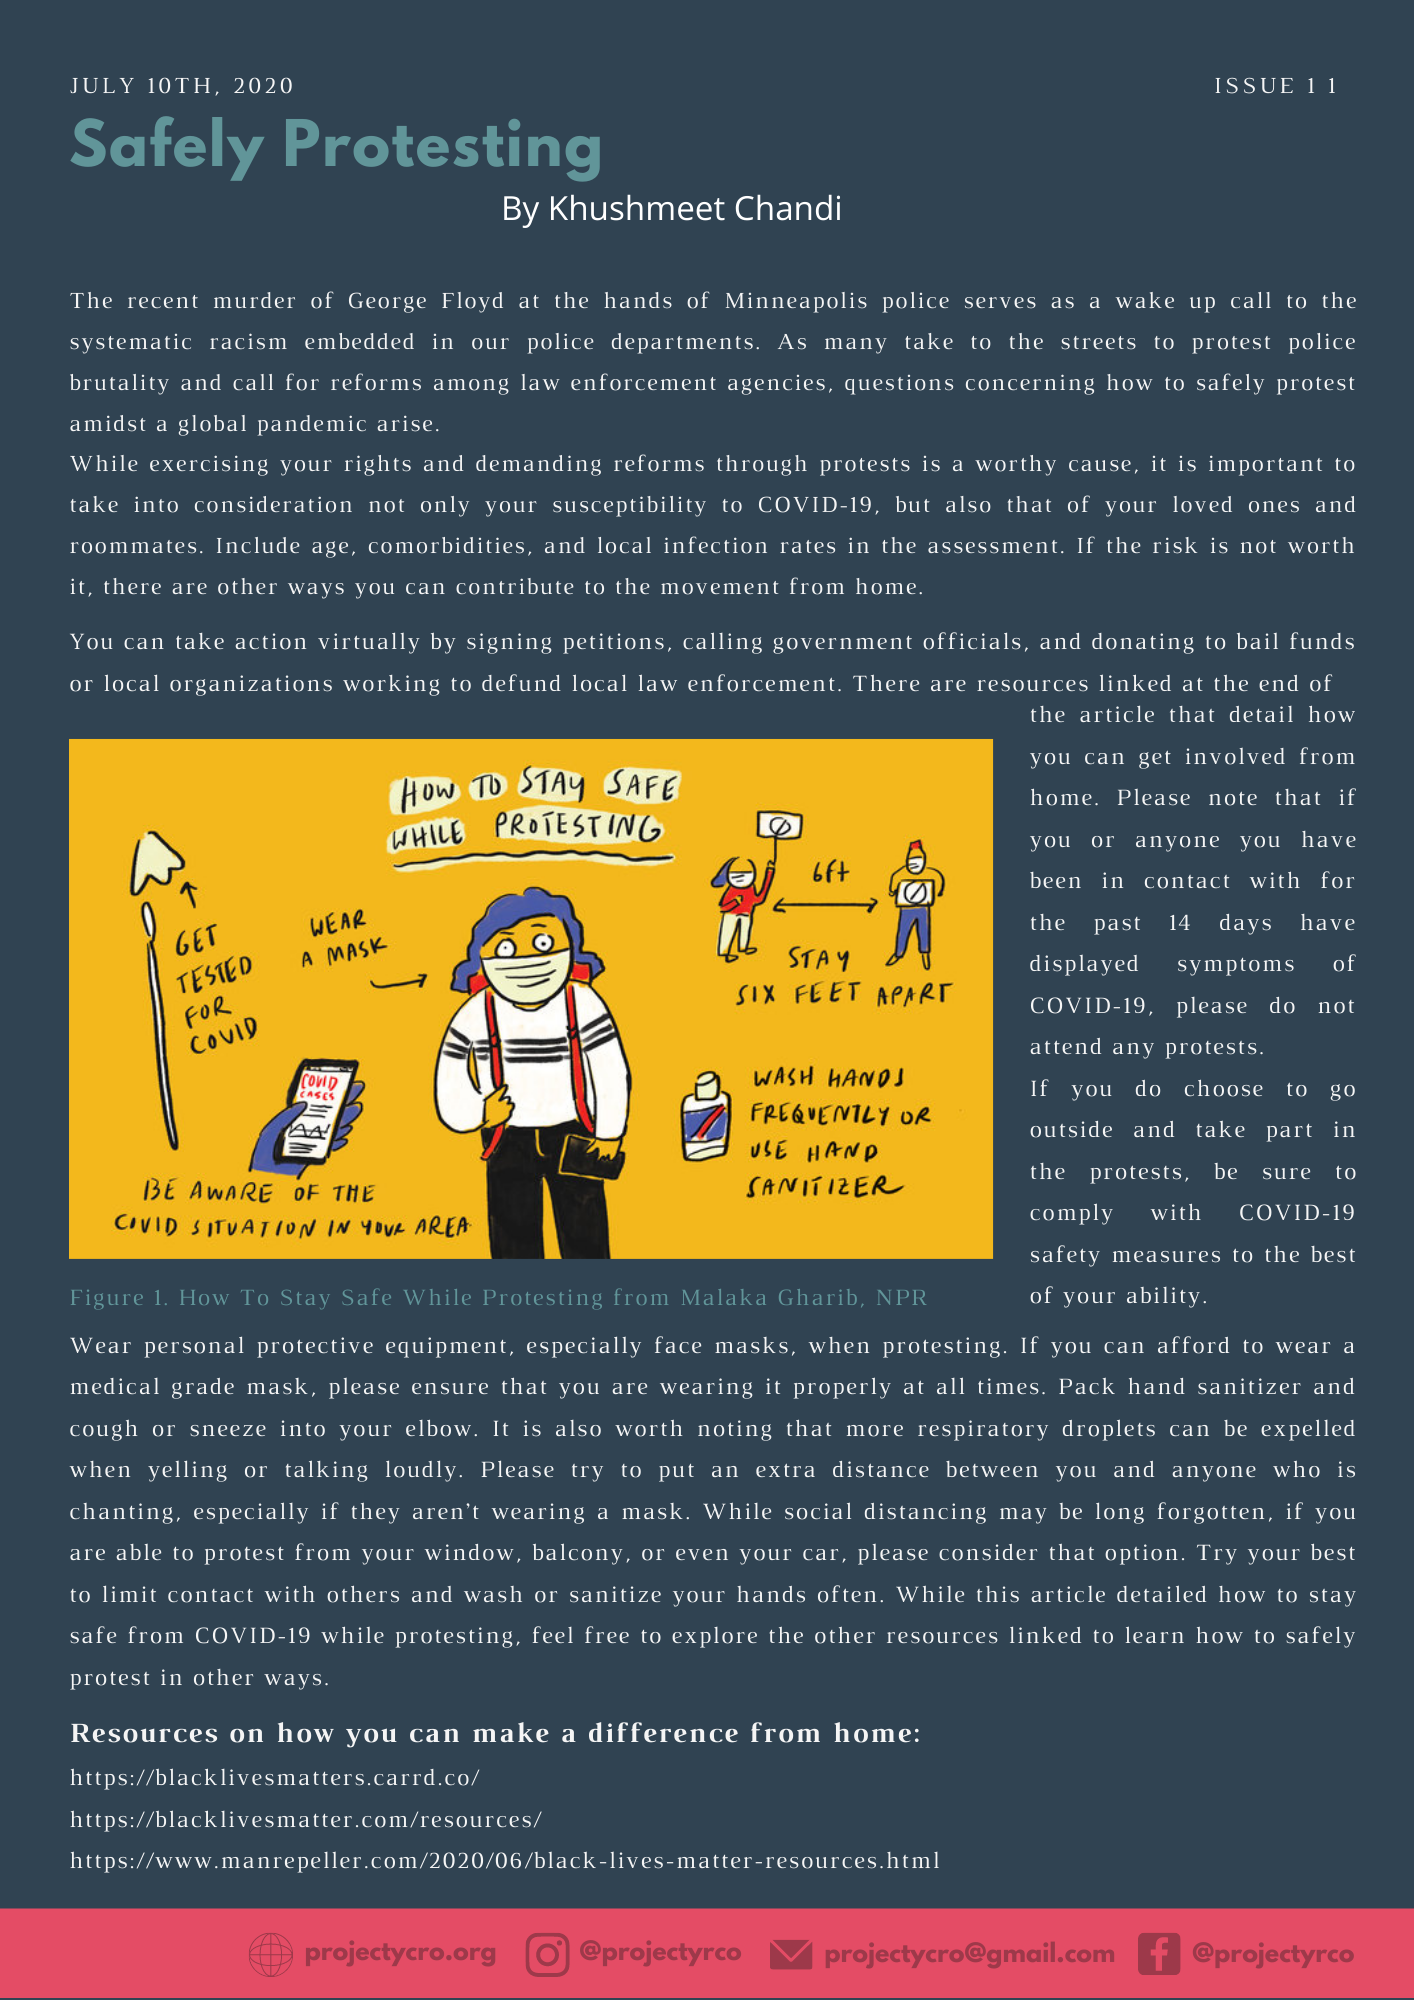 JULY 10TH, 2020
ISSUE 1 1
Safely Protesting
By Khushmeet Chandi
The recent murder of George Floyd at the hands of Minneapolis police serves as a wake up call to the
systematic racism embedded in our police departments. As many take to the streets to protest police
brutality and call for reforms among law enforcement agencies, questions concerning how to safely protest
amidst a global pandemic arise.
While exercising your rights and demanding reforms through protests is a worthy cause, it is important to
take into consideration not only your susceptibility to COVID-19, but also that of your loved ones and
roommates. Include age, comorbidities, and local infection rates in the assessment. If the risk is not worth
it, there are other ways you can contribute to the movement from home.
You can take action virtually by signing petitions, calling government officials, and donating to bail funds
or local organizations working to defund local law enforcement. There are resources linked at the end of
the article that detail how
you can get involved from
home. Please note that if
you or anyone you have
been in contact with for
the past 14 days have
displayed symptoms of
COVID-19, please do not
attend any protests.
If you do choose to go
outside and take part in
the protests, be sure to
comply with COVID-19
safety measures to the best
of your ability.
HOW TO STAY SAFE
WHILE PROTESTING
GET
TESTED
FOR
COVID
WEAR
A MASK
6ft
STAY
SIX FEET APART
COVID
CASES
BE AWARE OF THE
COVID SITUATION IN YOUR AREA
WASH HANDS
FREQUENTLY OR
USE HAND
SANITIZER
Figure 1. How To Stay Safe While Protesting from Malaka Gharib, NPR
Wear personal protective equipment, especially face masks, when protesting. If you can afford to wear a
medical grade mask, please ensure that you are wearing it properly at all times. Pack hand sanitizer and
cough or sneeze into your elbow. It is also worth noting that more respiratory droplets can be expelled
when yelling or talking loudly. Please try to put an extra distance between you and anyone who is
chanting, especially if they aren’t wearing a mask. While social distancing may be long forgotten, if you
are able to protest from your window, balcony, or even your car, please consider that option. Try your best
to limit contact with others and wash or sanitize your hands often. While this article detailed how to stay
safe from COVID-19 while protesting, feel free to explore the other resources linked to learn how to safely
protest in other ways.
Resources on how you can make a difference from home:
https://blacklivesmatters.carrd.co/
https://blacklivesmatter.com/resources/
https://www.manrepeller.com/2020/06/black-lives-matter-resources.html
projectycro.org
@projectyrco
projectycro@gmail.com
@projectyrco